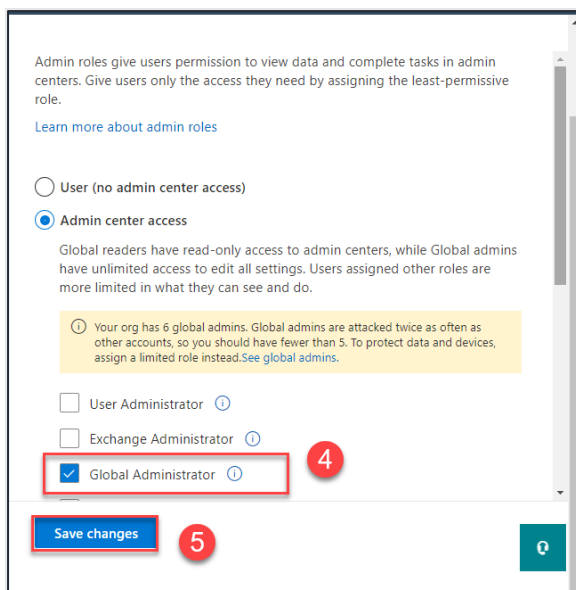 Admin roles give users permission to view data and complete tasks in admin
centers. Give users only the access they need by assigning the least-permissive
role.
Learn more about admin roles
User (no admin center access)
Admin center access
Global readers have read-only access to admin centers, while Global admins
have unlimited access to edit all settings. Users assigned other roles are
more limited in what they can see and do.
Your org has 6 global admins. Global admins are attacked twice as often as
other accounts, so you should have fewer than 5. To protect data and devices,
assign a limited role instead.See global admins.
User Administrator
Exchange Administrator
Global Administrator
4
Save changes
5